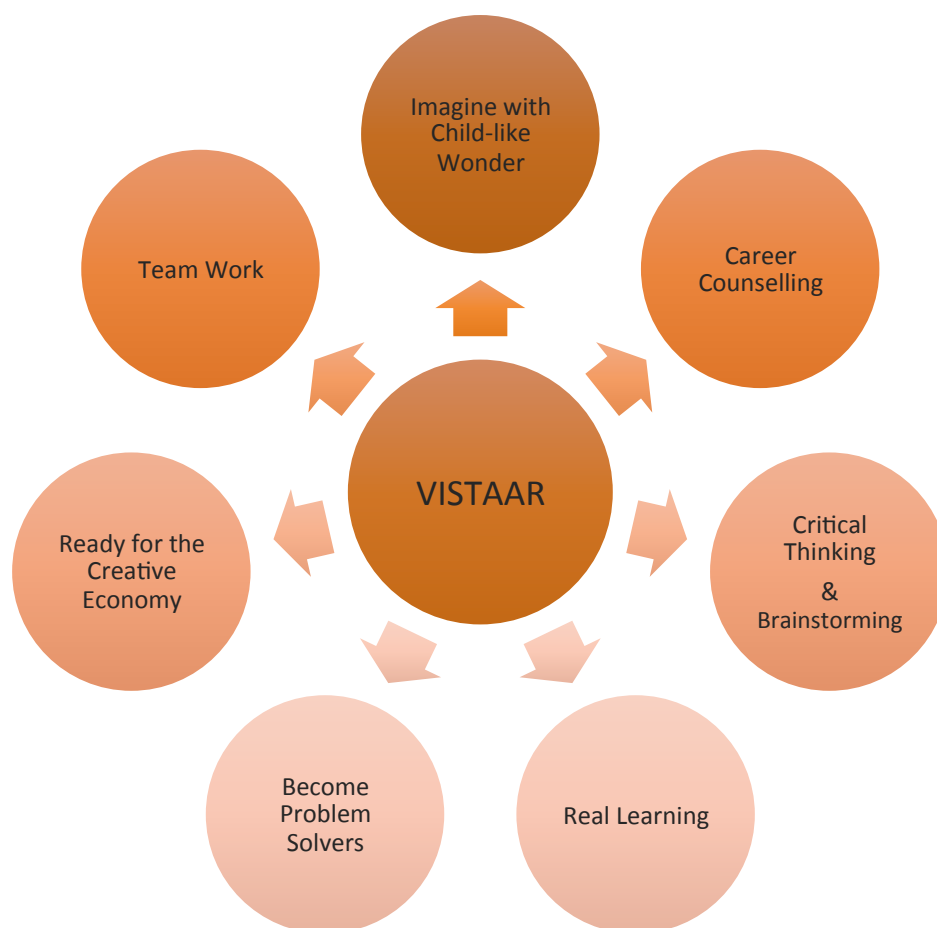 Imagine with
Child-like
Wonder
Career
Counselling
Critical
Thinking
&
Brainstorming
Real Learning
Become
Problem
Solvers
Ready for the
Creative
Economy
Team Work
VISTAAR